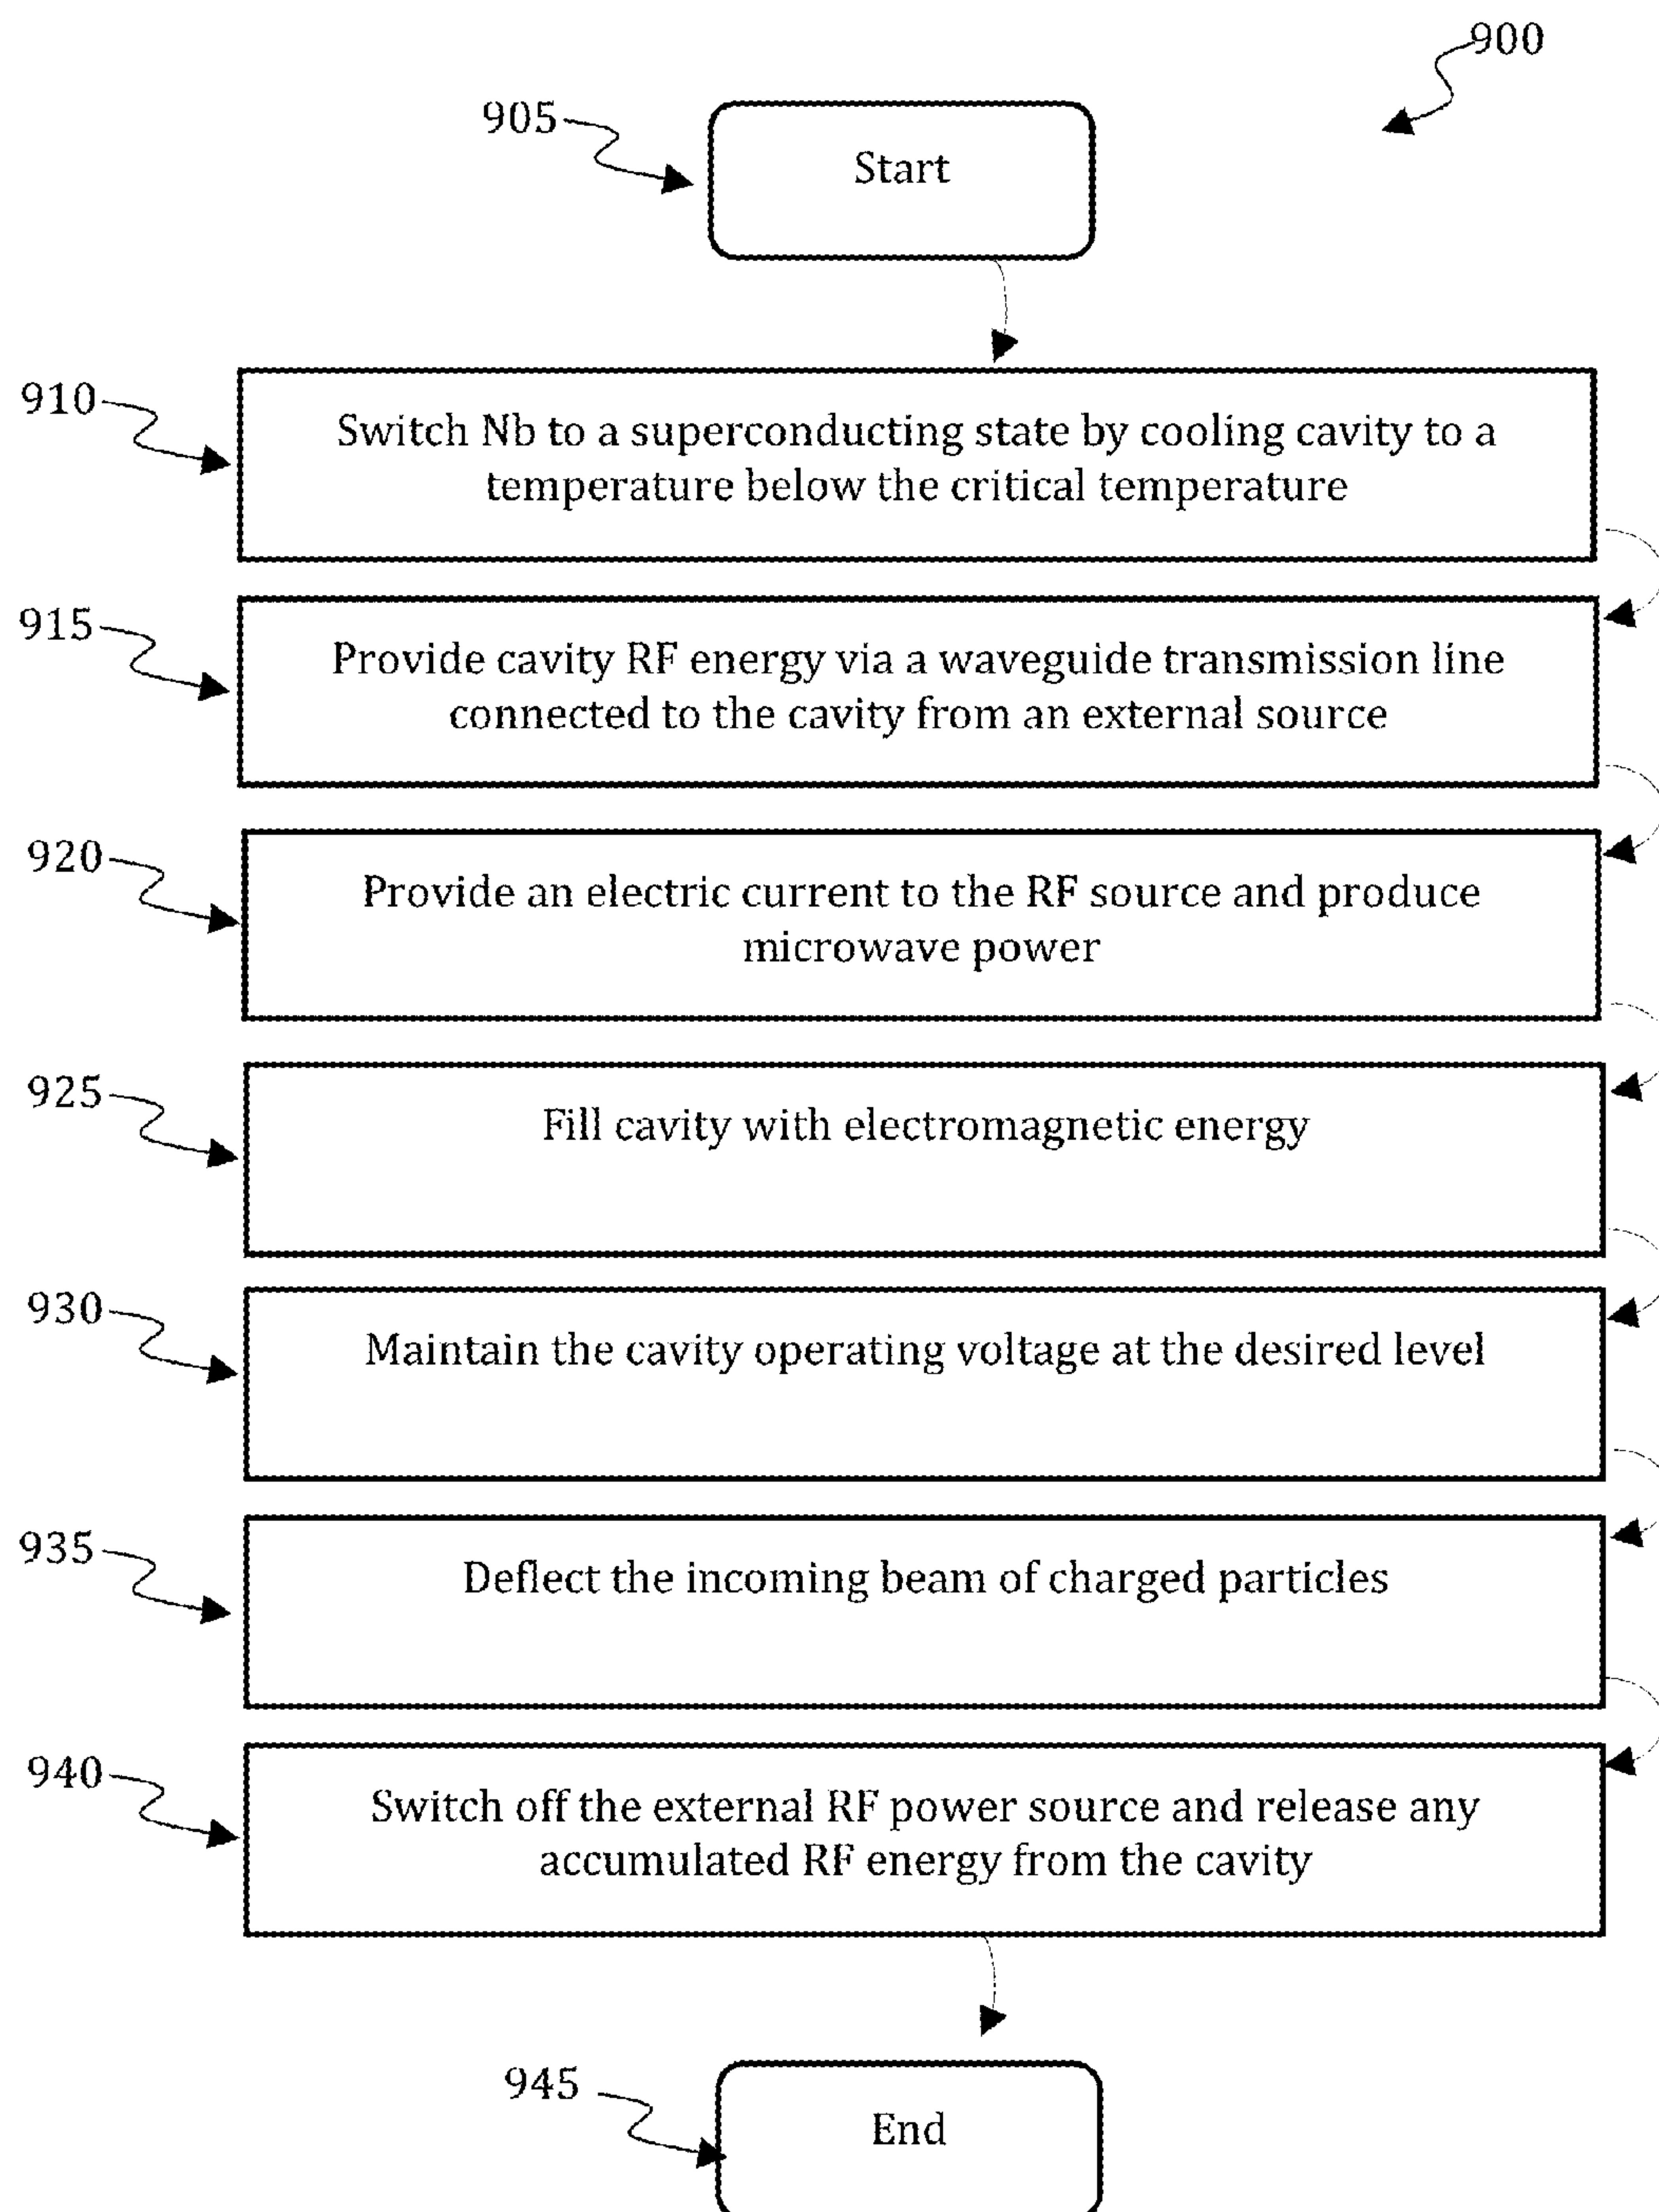 900
905
Start
910
Switch Nb to a superconducting state by cooling cavity to a
temperature below the critical temperature
915
Provide cavity RF energy via a waveguide transmission line
connected to the cavity from an external source
920
Provide an electric current to the RF source and produce
microwave power
925
Fill cavity with electromagnetic energy
930
Maintain the cavity operating voltage at the desired level
935
Deflect the incoming beam of charged particles
940
Switch off the external RF power source and release any
accumulated RF energy from the cavity
945
End